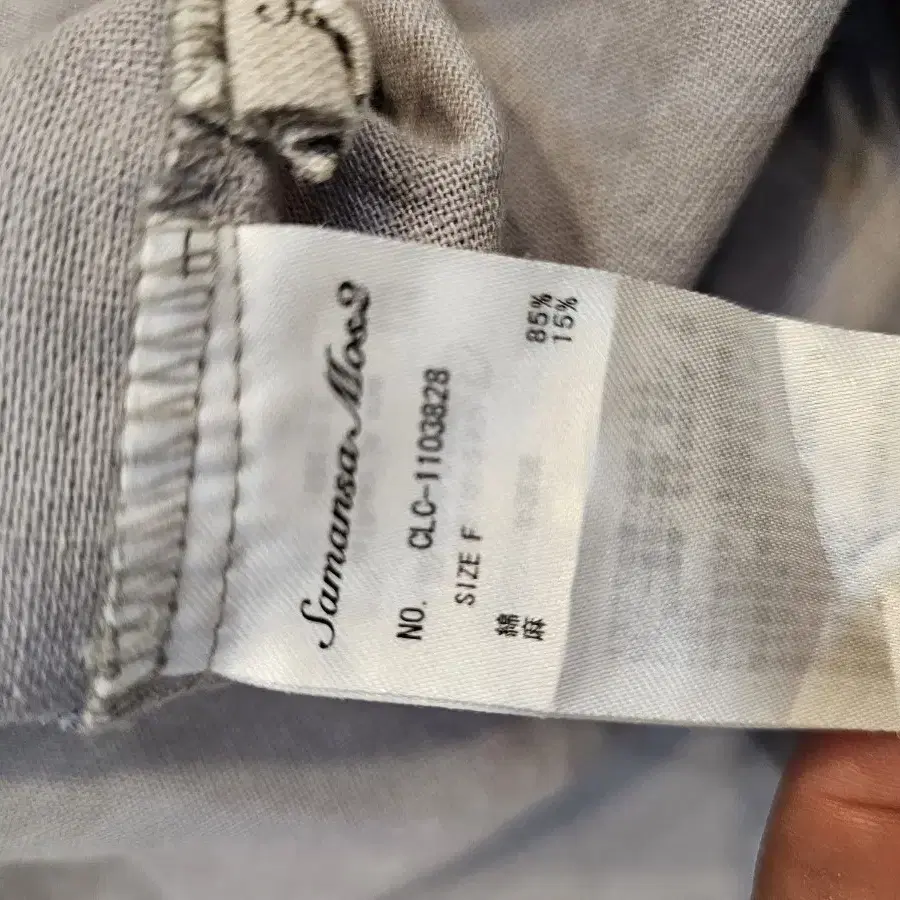 Samansa Mos2
NO. CLC-1103828
SIZE F
綿 85%
麻 15%